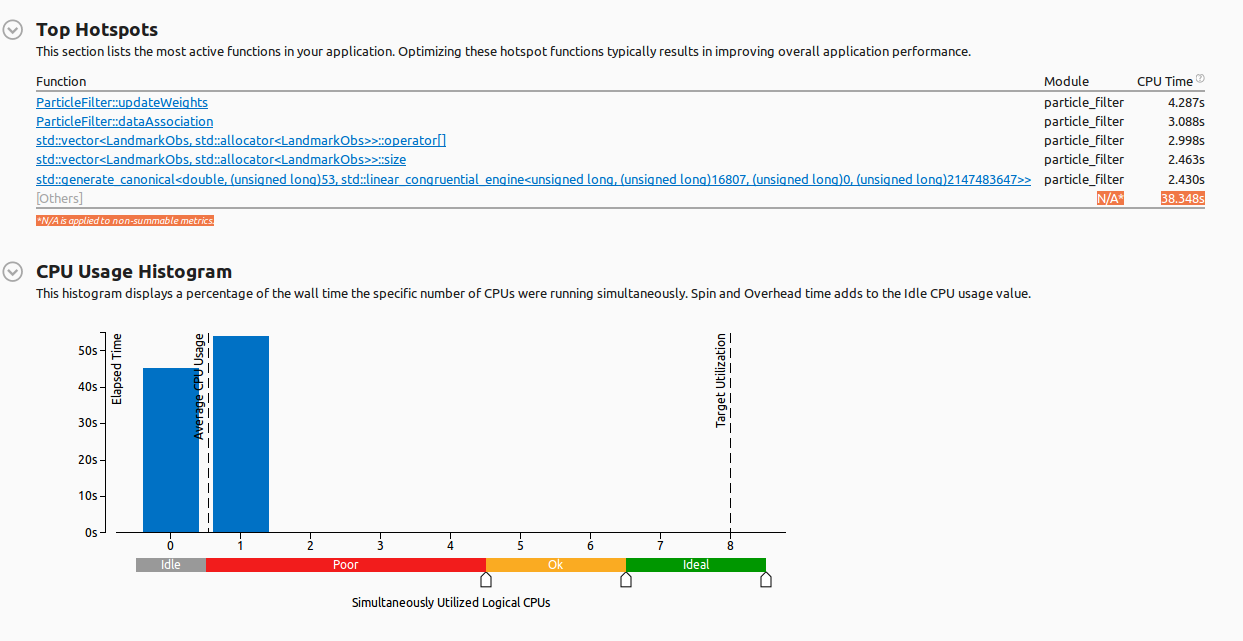 Top Hotspots
This section lists the most active functions in your application. Optimizing these hotspot functions typically results in improving overall application performance.
Function Module CPU Time ?
ParticleFilter::updateWeights particle_filter 4.287s
ParticleFilter::dataAssociation particle_filter 3.088s
std::vector<LandmarkObs, std::allocator<LandmarkObs>>::operator[] particle_filter 2.998s
std::vector<LandmarkObs, std::allocator<LandmarkObs>>::size particle_filter 2.463s
std::generate_canonical<double, (unsigned long)53, std::linear_congruential_engine<unsigned long, (unsigned long)16807, (unsigned long)0, (unsigned long)2147483647>> particle_filter 2.430s
[Others] N/A* 38.348s
*N/A is applied to non-summable metrics.
CPU Usage Histogram
This histogram displays a percentage of the wall time the specific number of CPUs were running simultaneously. Spin and Overhead time adds to the Idle CPU usage value.
Elapsed Time
Average CPU Usage
Target Utilization
50s
40s
30s
20s
10s
0s
0 1 2 3 4 5 6 7 8
Idle Poor Ok Ideal
Simultaneously Utilized Logical CPUs